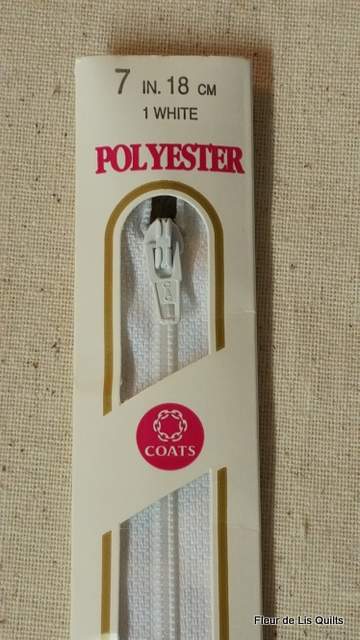 7 IN. 18 CM
1 WHITE
POLYESTER
COATS
Fleur de Lis Quilts